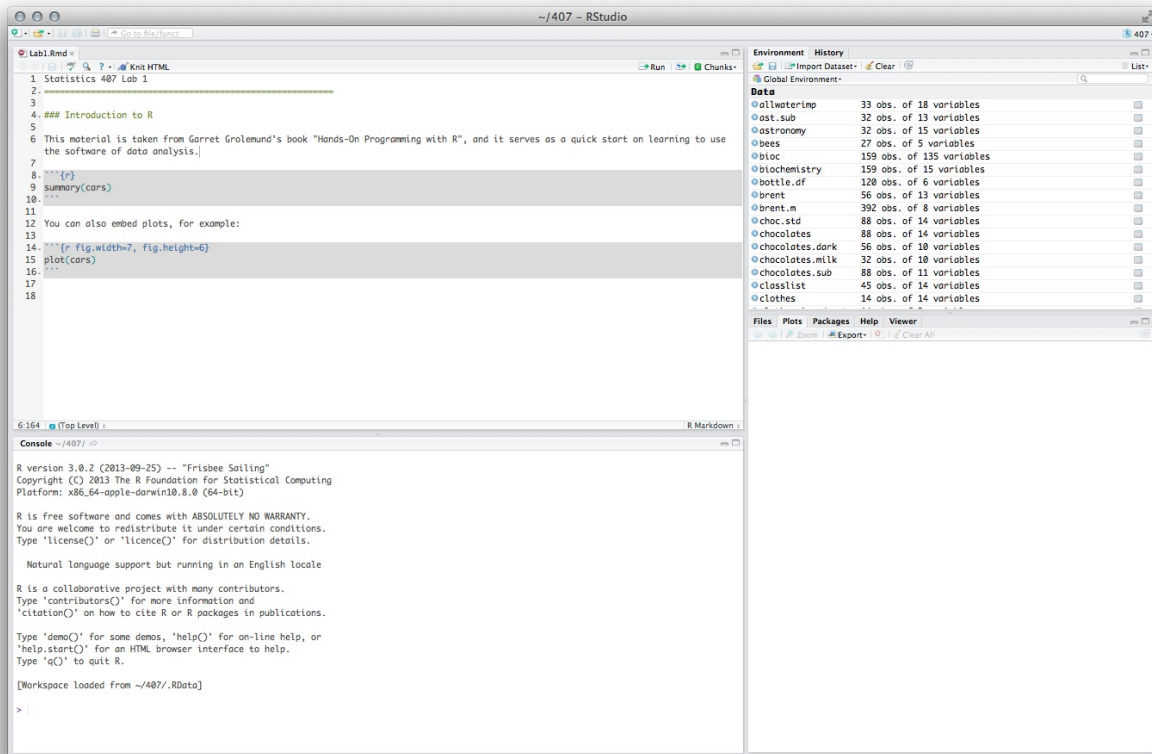 ~/407 – RStudio
Go to file/funct
407
Lab1.Rmd
Knit HTML
Run
Chunks
1 Statistics 407 Lab 1
2 ===========================================================
3
4 ### Introduction to R
5
6 This material is taken from Garret Grolemund's book "Hands-On Programming with R", and it serves as a quick start on learning to use
the software of data analysis.
7
8 ```{r}
9 summary(cars)
10 ```
11
12 You can also embed plots, for example:
13
14 ```{r fig.width=7, fig.height=6}
15 plot(cars)
16 ```
17
18
6:164 (Top Level)
R Markdown
Console ~/407/
R version 3.0.2 (2013-09-25) -- "Frisbee Sailing"
Copyright (C) 2013 The R Foundation for Statistical Computing
Platform: x86_64-apple-darwin10.8.0 (64-bit)
R is free software and comes with ABSOLUTELY NO WARRANTY.
You are welcome to redistribute it under certain conditions.
Type 'license()' or 'licence()' for distribution details.
Natural language support but running in an English locale
R is a collaborative project with many contributors.
Type 'contributors()' for more information and
'citation()' on how to cite R or R packages in publications.
Type 'demo()' for some demos, 'help()' for on-line help, or
'help.start()' for an HTML browser interface to help.
Type 'q()' to quit R.
[Workspace loaded from ~/407/.RData]
>
Environment History
Import Dataset Clear
List
Global Environment
Data
allwaterimp 33 obs. of 18 variables
ast.sub 32 obs. of 13 variables
astronomy 32 obs. of 15 variables
bees 27 obs. of 5 variables
bioc 159 obs. of 135 variables
biochemistry 159 obs. of 15 variables
bottle.df 120 obs. of 6 variables
brent 56 obs. of 13 variables
brent.m 392 obs. of 8 variables
choc.std 88 obs. of 14 variables
chocolates 88 obs. of 14 variables
chocolates.dark 56 obs. of 10 variables
chocolates.milk 32 obs. of 10 variables
chocolates.sub 88 obs. of 11 variables
classlist 45 obs. of 14 variables
clothes 14 obs. of 14 variables
Files Plots Packages Help Viewer
Zoom Export Clear All